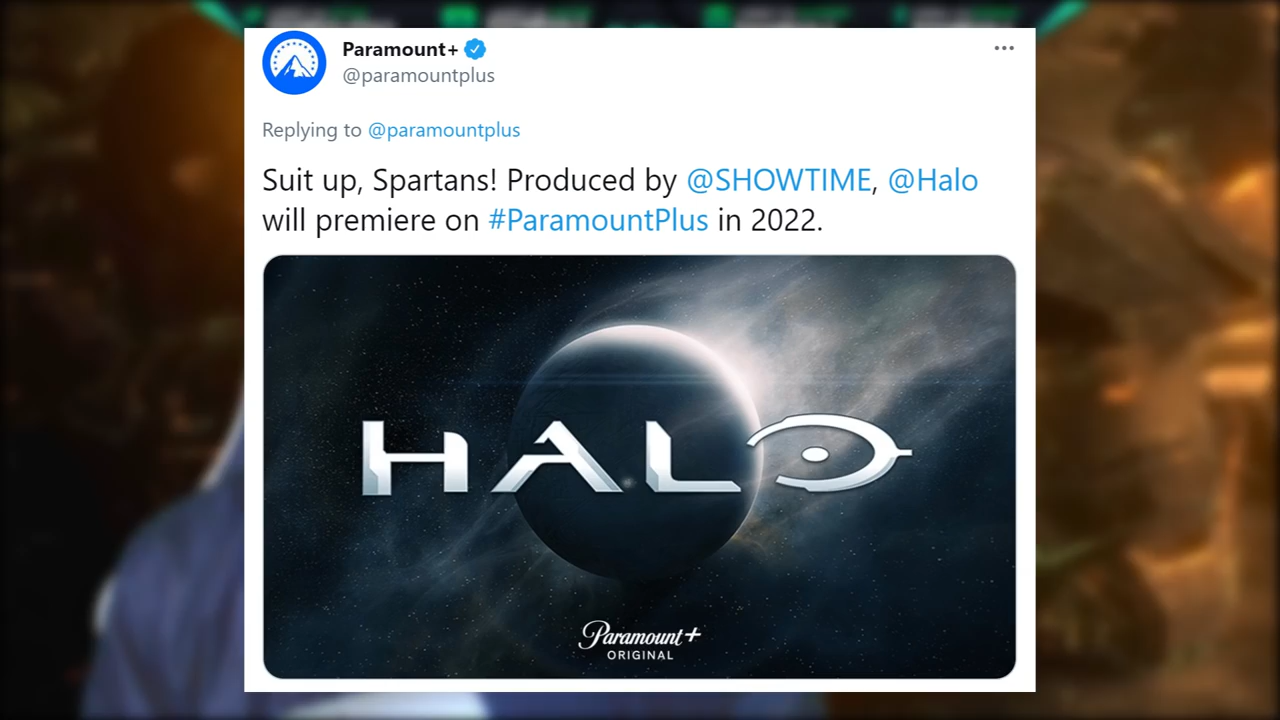 Paramount+
@paramountplus
Replying to @paramountplus
Suit up, Spartans! Produced by @SHOWTIME, @Halo
will premiere on #ParamountPlus in 2022.
HALO
Paramount+
ORIGINAL